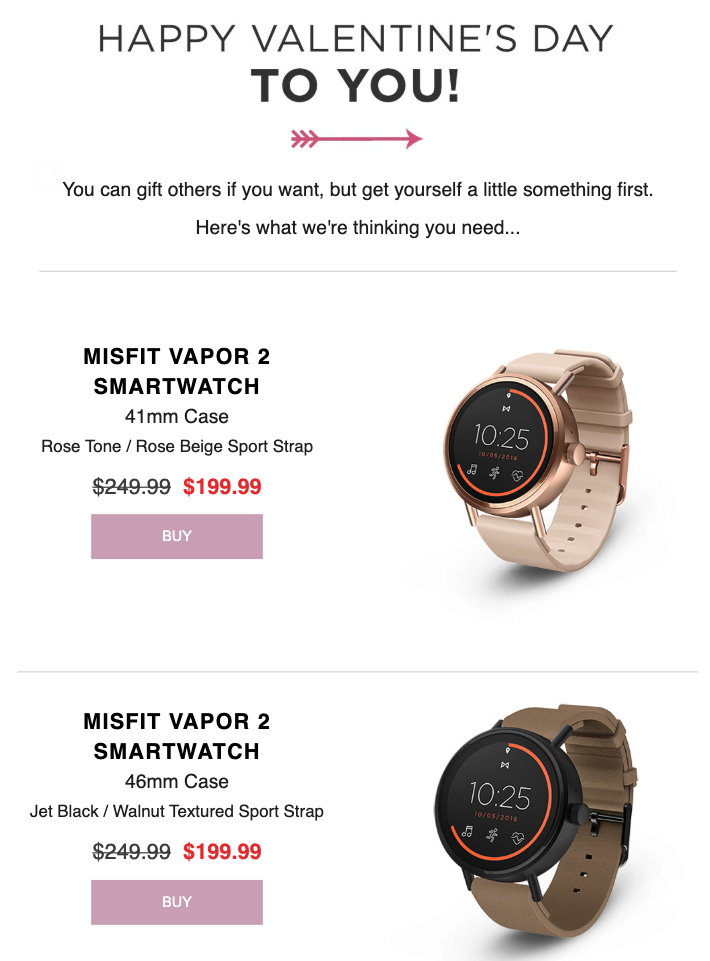 HAPPY VALENTINE'S DAY
TO YOU!
You can gift others if you want, but get yourself a little something first.
Here's what we're thinking you need...
MISFIT VAPOR 2
SMARTWATCH
41mm Case
Rose Tone / Rose Beige Sport Strap
$249.99 $199.99
BUY
10:25
10/05/2018
MISFIT VAPOR 2
SMARTWATCH
46mm Case
Jet Black / Walnut Textured Sport Strap
$249.99 $199.99
BUY
10:25
10/05/2018